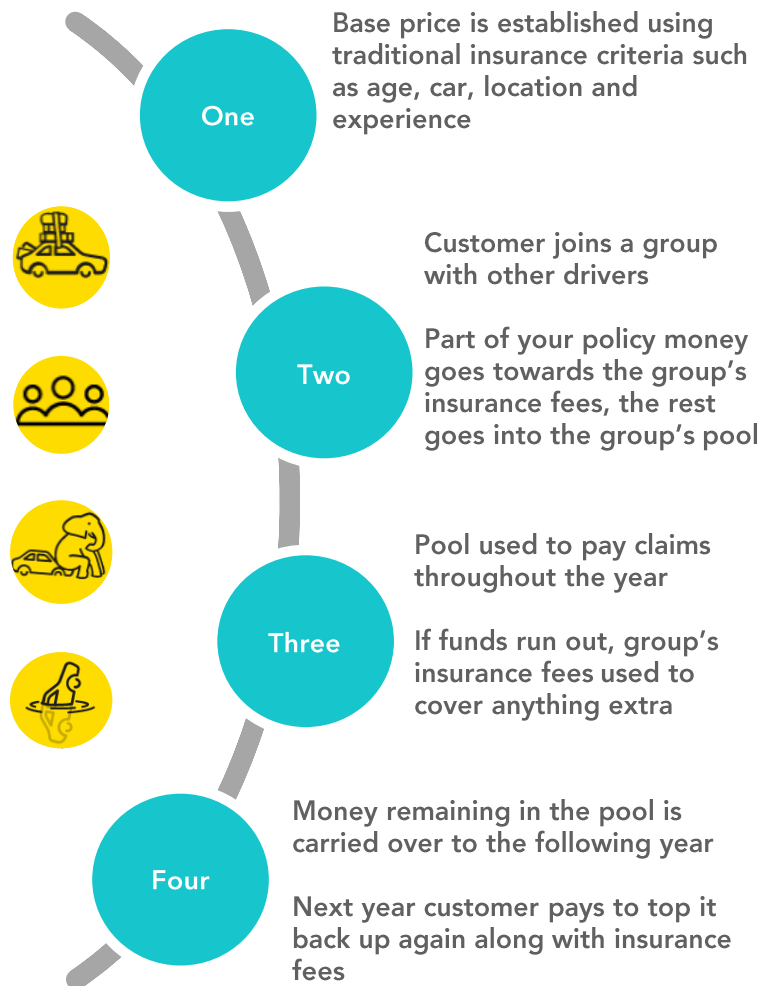 One
Base price is established using
traditional insurance criteria such
as age, car, location and
experience
Two
Customer joins a group
with other drivers
Part of your policy money
goes towards the group's
insurance fees, the rest
goes into the group's pool
Three
Pool used to pay claims
throughout the year
If funds run out, group's
insurance fees used to
cover anything extra
Four
Money remaining in the pool is
carried over to the following year
Next year customer pays to top it
back up again along with insurance
fees